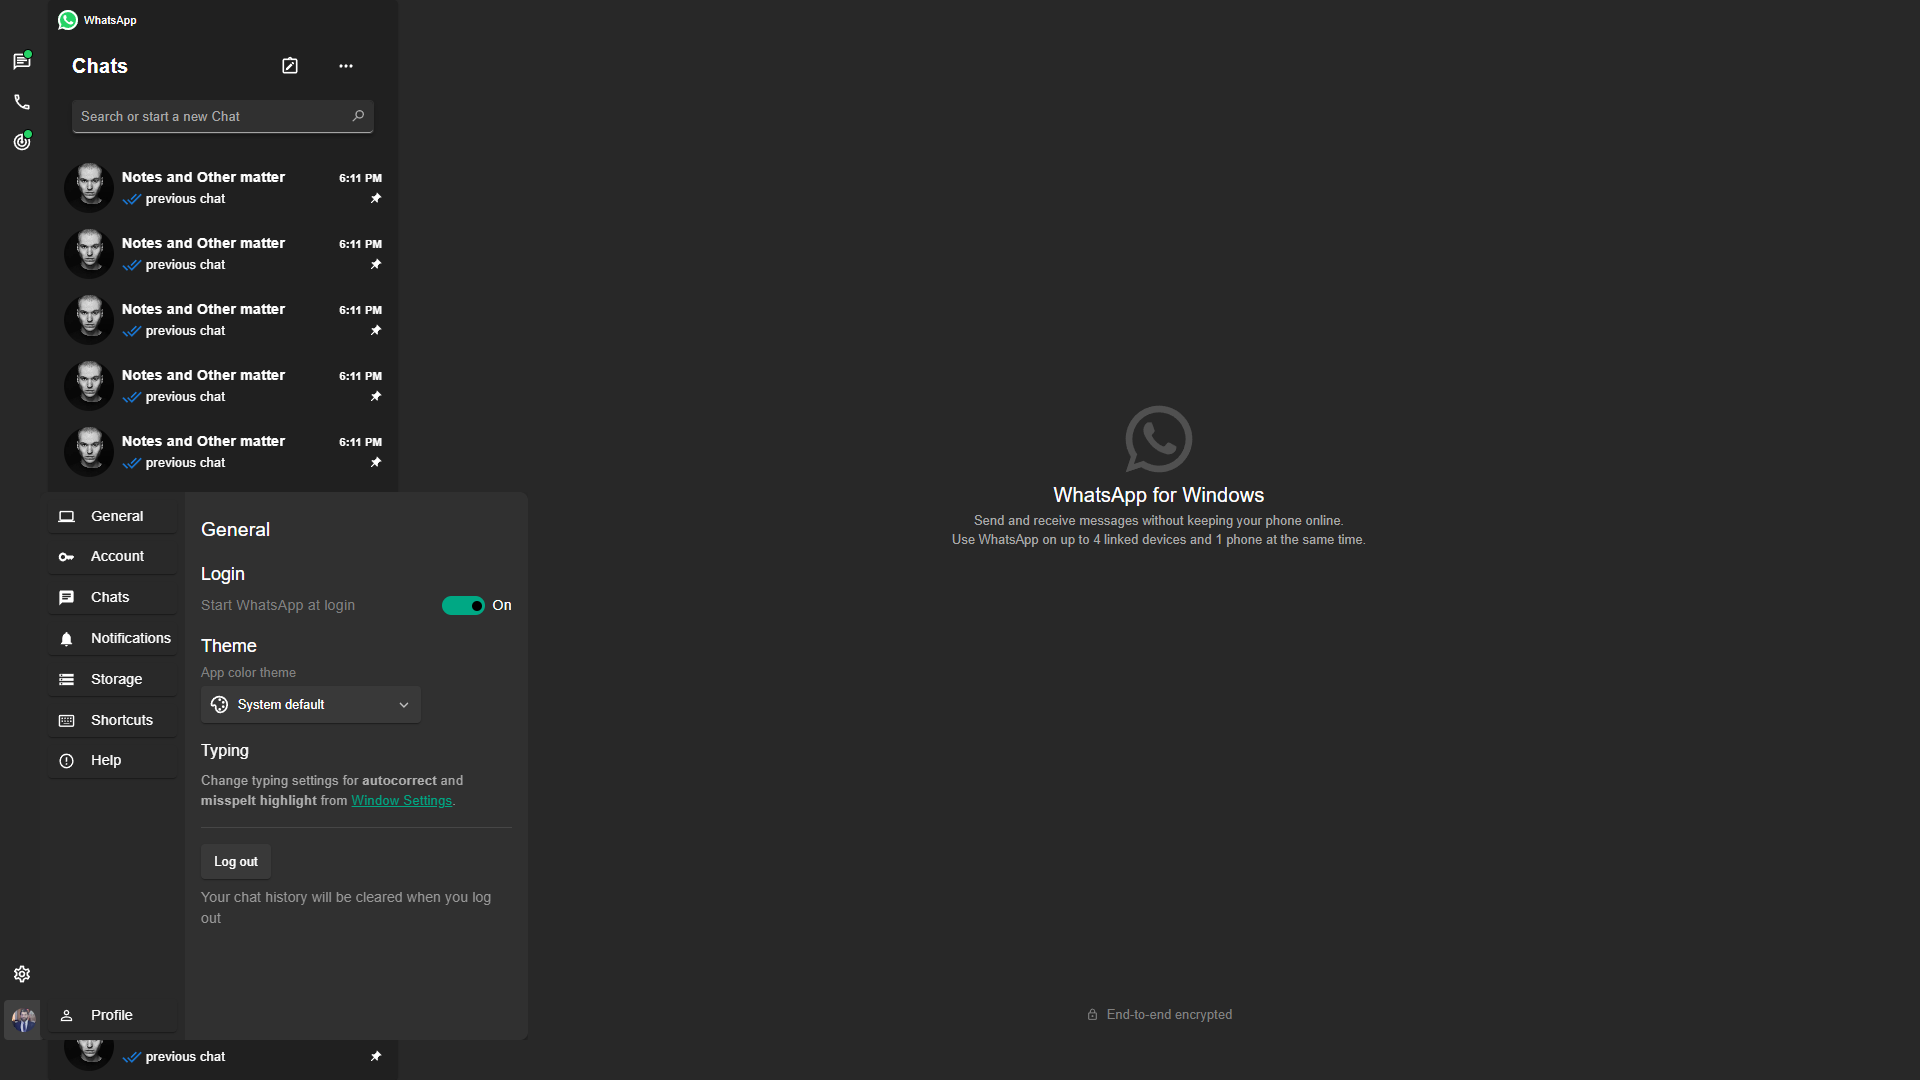 WhatsApp
Chats
Search or start a new Chat
Notes and Other matter 6:11 PM
previous chat
Notes and Other matter 6:11 PM
previous chat
Notes and Other matter 6:11 PM
previous chat
Notes and Other matter 6:11 PM
previous chat
Notes and Other matter 6:11 PM
previous chat
General
Account
Chats
Notifications
Storage
Shortcuts
Help
Profile
General
Login
Start WhatsApp at login On
Theme
App color theme
System default
Typing
Change typing settings for autocorrect and
misspelt highlight from Window Settings.
Log out
Your chat history will be cleared when you log
out
previous chat
WhatsApp for Windows
Send and receive messages without keeping your phone online.
Use WhatsApp on up to 4 linked devices and 1 phone at the same time.
End-to-end encrypted